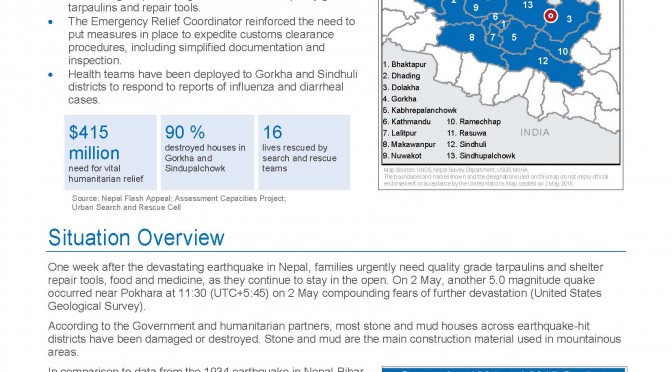 tarpaulins and repair tools.
• The Emergency Relief Coordinator reinforced the need to
put measures in place to expedite customs clearance
procedures, including simplified documentation and
inspection.
• Health teams have been deployed to Gorkha and Sindhuli
districts to respond to reports of influenza and diarrheal
cases.
$415
million
need for vital
humanitarian relief
90 %
destroyed houses in
Gorkha and
Sindupalchowk
16
lives rescued by
search and rescue
teams
Source: Nepal Flash Appeal; Assessment Capacities Project;
Urban Search and Rescue Cell
2
13
3
9
6
1
8
7
5
10
12
1. Bhaktapur
2. Dhading
3. Dolakha
4. Gorkha
5. Kabhrepalanchowk
6. Kathmandu
7. Lalitpur
8. Makawanpur
9. Nuwakot
10. Ramechhap
11. Rasuwa
12. Sindhuli
13. Sindhupalchowk
INDIA
Map Sources: UNCS, Nepal Survey Department, USGS, MoHA
The boundaries and names shown and the designations used on this map do not imply official
endorsement or acceptance by the United Nations. Map created on 2 May, 2015.
Situation Overview
One week after the devastating earthquake in Nepal, families urgently need quality grade tarpaulins and shelter
repair tools, food and medicine, as they continue to stay in the open. On 2 May, another 5.0 magnitude quake
occurred near Pokhara at 11:30 (UTC+5:45) on 2 May compounding fears of further devastation (United States
Geological Survey).
According to the Government and humanitarian partners, most stone and mud houses across earthquake-hit
districts have been damaged or destroyed. Stone and mud are the main construction material used in mountainous
areas.
In comparison to data from the 1934 earthquake in Nepal-Bihar